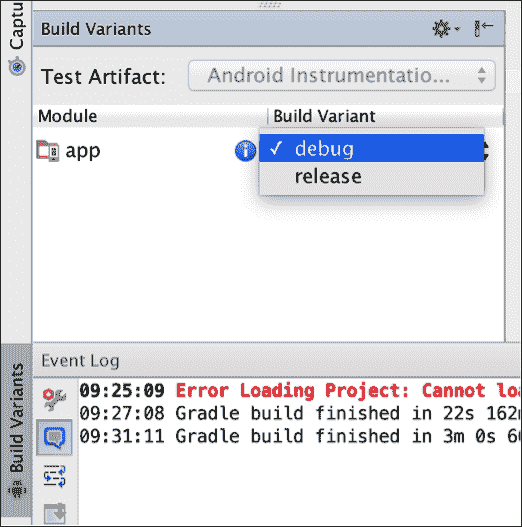 Captu
Build Variants
Test Artifact: Android Instrumentatio...
Module Build Variant
app debug
release
Build Variants
Event Log
09:25:09 Error Loading Project: Cannot loa
09:27:08 Gradle build finished in 22s 162m
09:31:11 Gradle build finished in 3m 0s 60